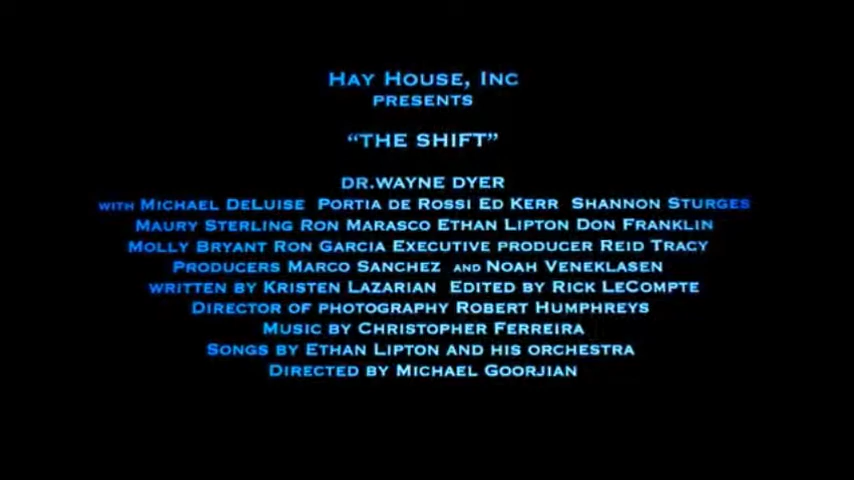 HAY HOUSE, INC
PRESENTS
“THE SHIFT”
DR.WAYNE DYER
WITH MICHAEL DELUISE PORTIA DE ROSSI ED KERR SHANNON STURGES
MAURY STERLING RON MARASCO ETHAN LIPTON DON FRANKLIN
MOLLY BRYANT RON GARCIA EXECUTIVE PRODUCER REID TRACY
PRODUCERS MARCO SANCHEZ AND NOAH VENEKLASEN
WRITTEN BY KRISTEN LAZARIAN EDITED BY RICK LECOMPTE
DIRECTOR OF PHOTOGRAPHY ROBERT HUMPHREYS
MUSIC BY CHRISTOPHER FERREIRA
SONGS BY ETHAN LIPTON AND HIS ORCHESTRA
DIRECTED BY MICHAEL GOORJIAN